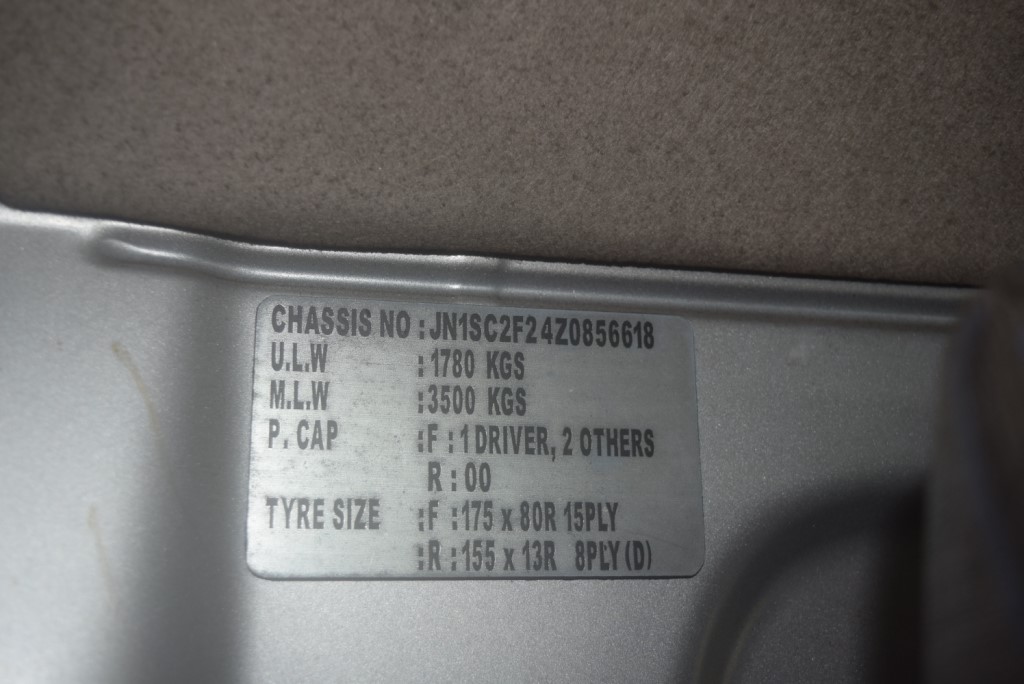 CHASSIS NO : JN1SC2F24Z0856618
U.L.W : 1780 KGS
M.L.W : 3500 KGS
P. CAP : F : 1 DRIVER, 2 OTHERS
R : 00
TYRE SIZE : F : 175 x 80R 15PLY
: R : 155 x 13R 8PLY (D)